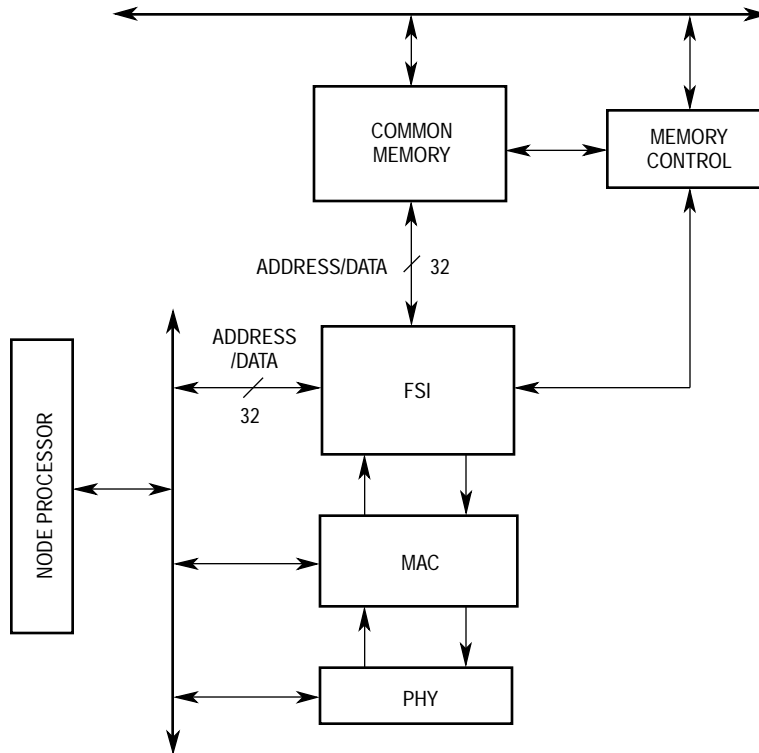 COMMON
MEMORY
MEMORY
CONTROL
ADDRESS/DATA 32
ADDRESS
/DATA
32
FSI
NODE PROCESSOR
MAC
PHY